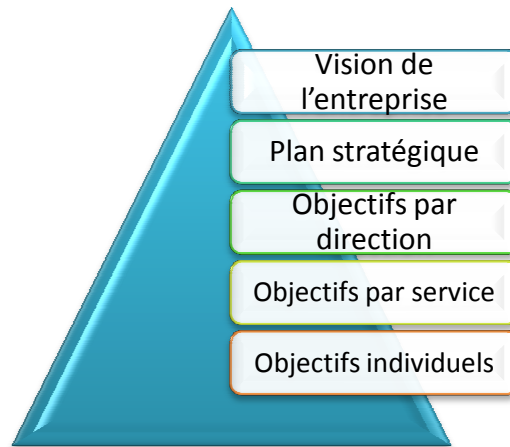 Vision de
l’entreprise
Plan stratégique
Objectifs par
direction
Objectifs par service
Objectifs individuels